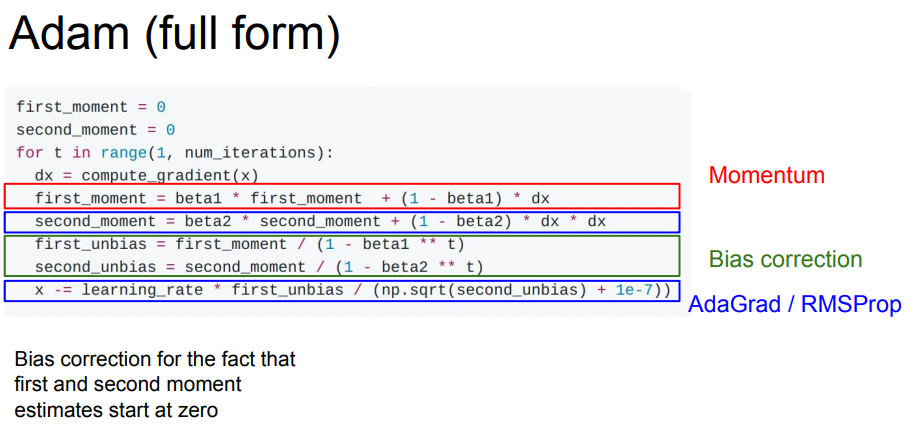 Adam (full form)
first_moment = 0
second_moment = 0
for t in range(1, num_iterations):
  dx = compute_gradient(x)
  first_moment = beta1 * first_moment  + (1 - beta1) * dx
  second_moment = beta2 * second_moment + (1 - beta2) * dx * dx
  first_unbias = first_moment / (1 - beta1 ** t)
  second_unbias = second_moment / (1 - beta2 ** t)
  x -= learning_rate * first_unbias / (np.sqrt(second_unbias) + 1e-7))
Momentum
Bias correction
AdaGrad / RMSProp
Bias correction for the fact that
first and second moment
estimates start at zero